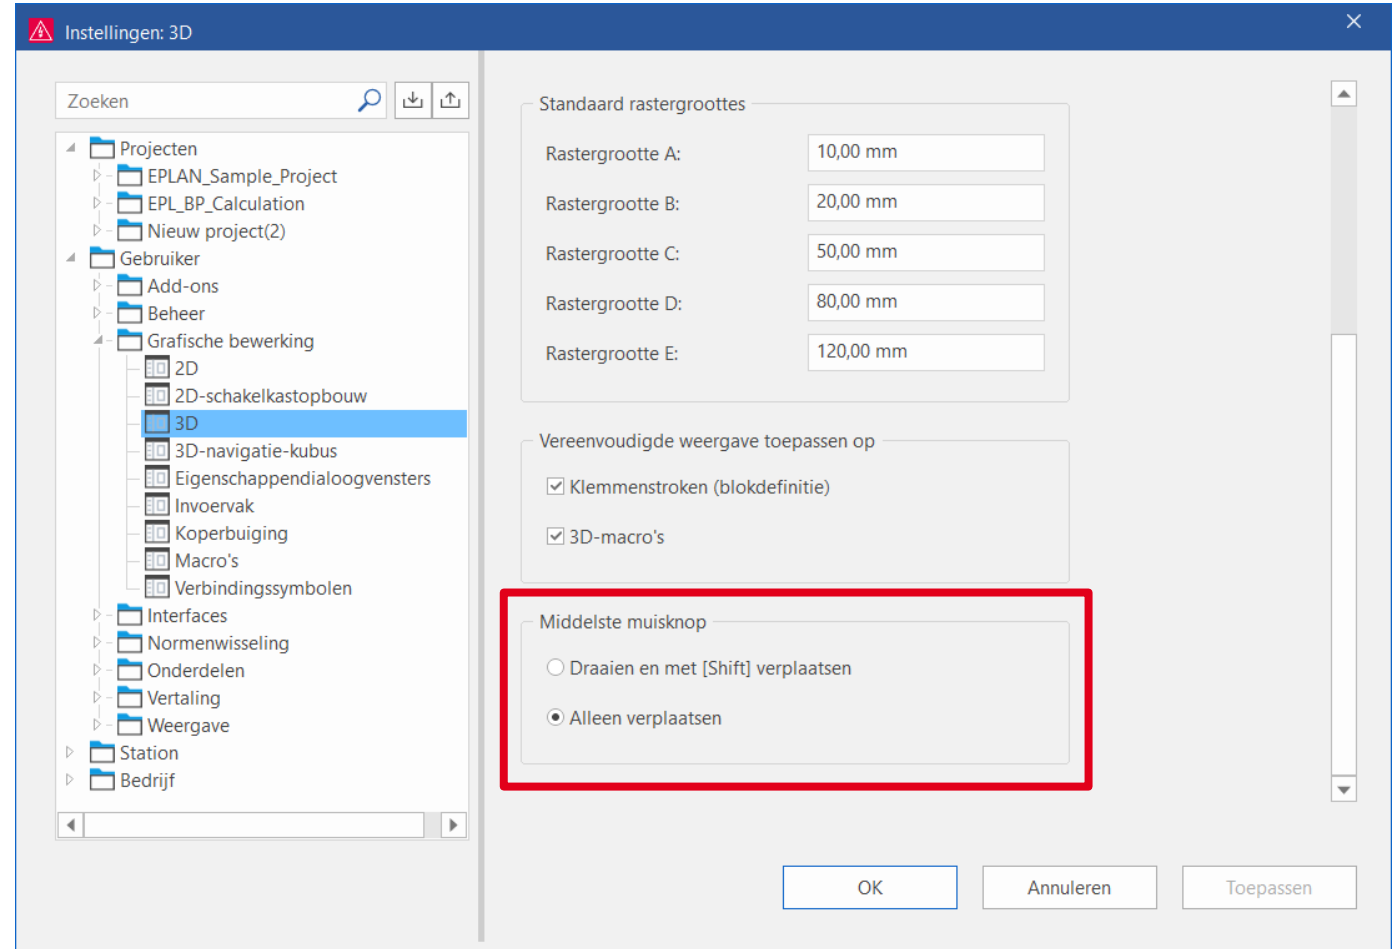 Instellingen: 3D
Zoeken
Projecten
EPLAN_Sample_Project
EPL_BP_Calculation
Nieuw project(2)
Gebruiker
Add-ons
Beheer
Grafische bewerking
2D
2D-schakelkastopbouw
3D
3D-navigatie-kubus
Eigenschappendialoogvensters
Invoervak
Koperbuiging
Macro's
Verbindingssymbolen
Interfaces
Normenwisseling
Onderdelen
Vertaling
Weergave
Station
Bedrijf
Standaard rastergroottes
Rastergrootte A: 10,00 mm
Rastergrootte B: 20,00 mm
Rastergrootte C: 50,00 mm
Rastergrootte D: 80,00 mm
Rastergrootte E: 120,00 mm
Vereenvoudigde weergave toepassen op
Klemmenstroken (blokdefinitie)
3D-macro's
Middelste muisknop
Draaien en met [Shift] verplaatsen
Alleen verplaatsen
OK Annuleren Toepassen